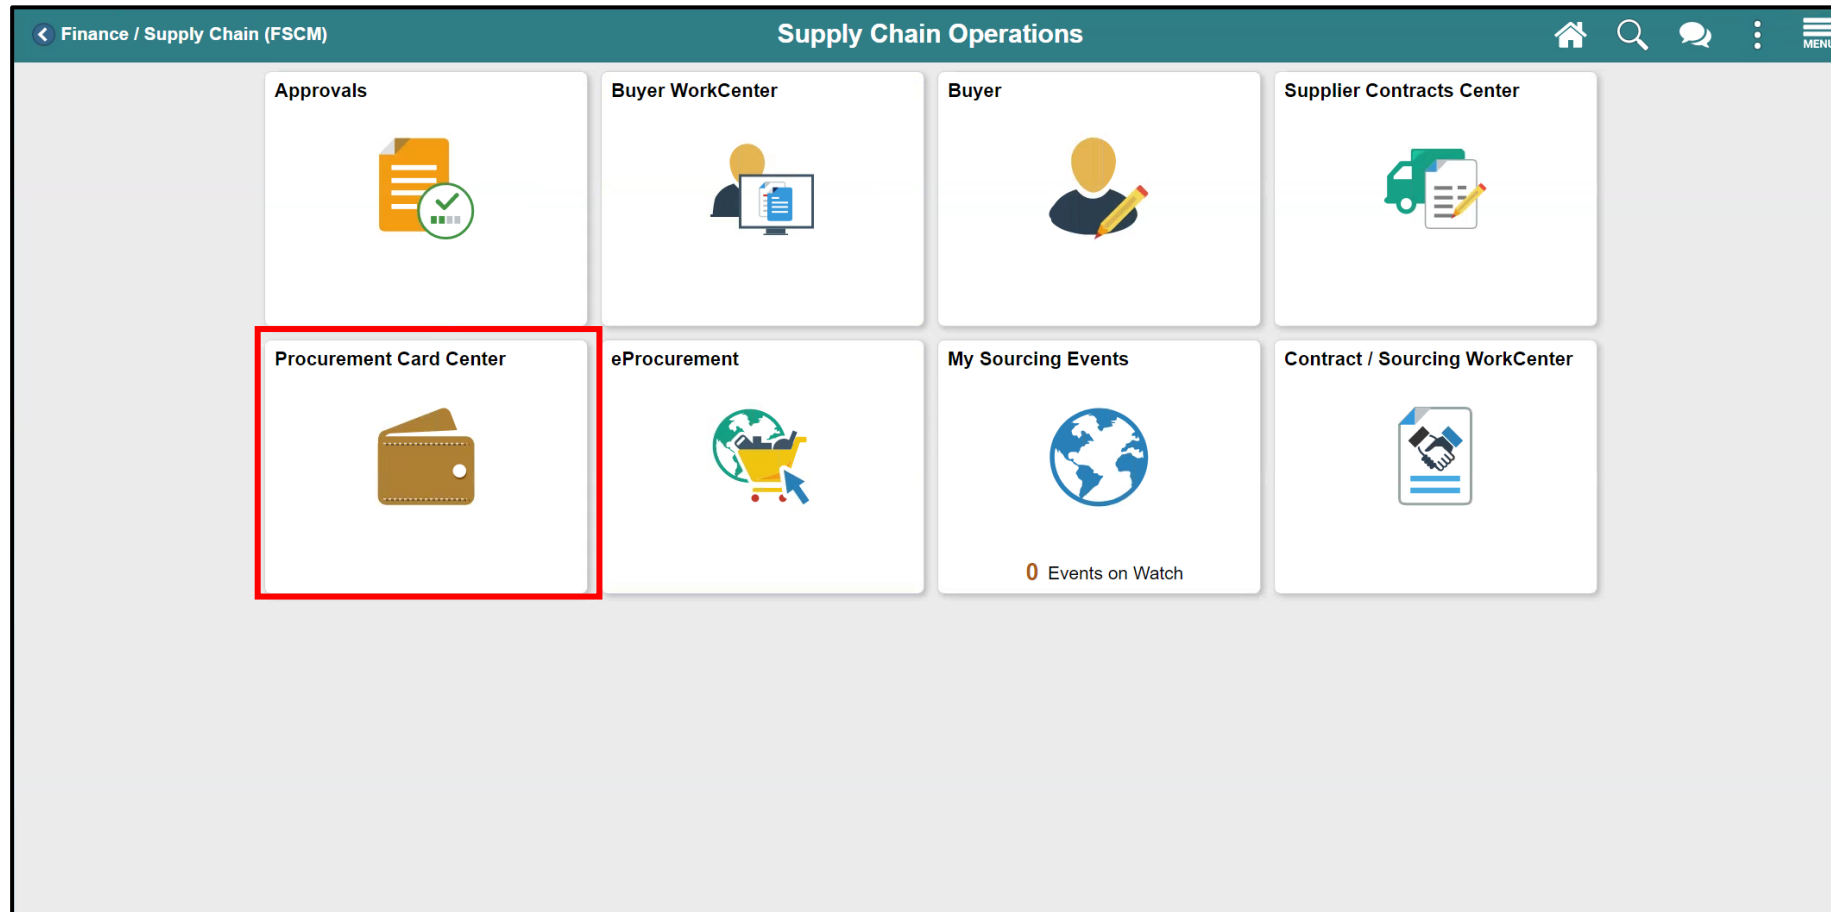 Finance / Supply Chain (FSCM)
Supply Chain Operations
MENU
Approvals
Buyer WorkCenter
Buyer
Supplier Contracts Center
Procurement Card Center
eProcurement
My Sourcing Events
Contract / Sourcing WorkCenter
0 Events on Watch